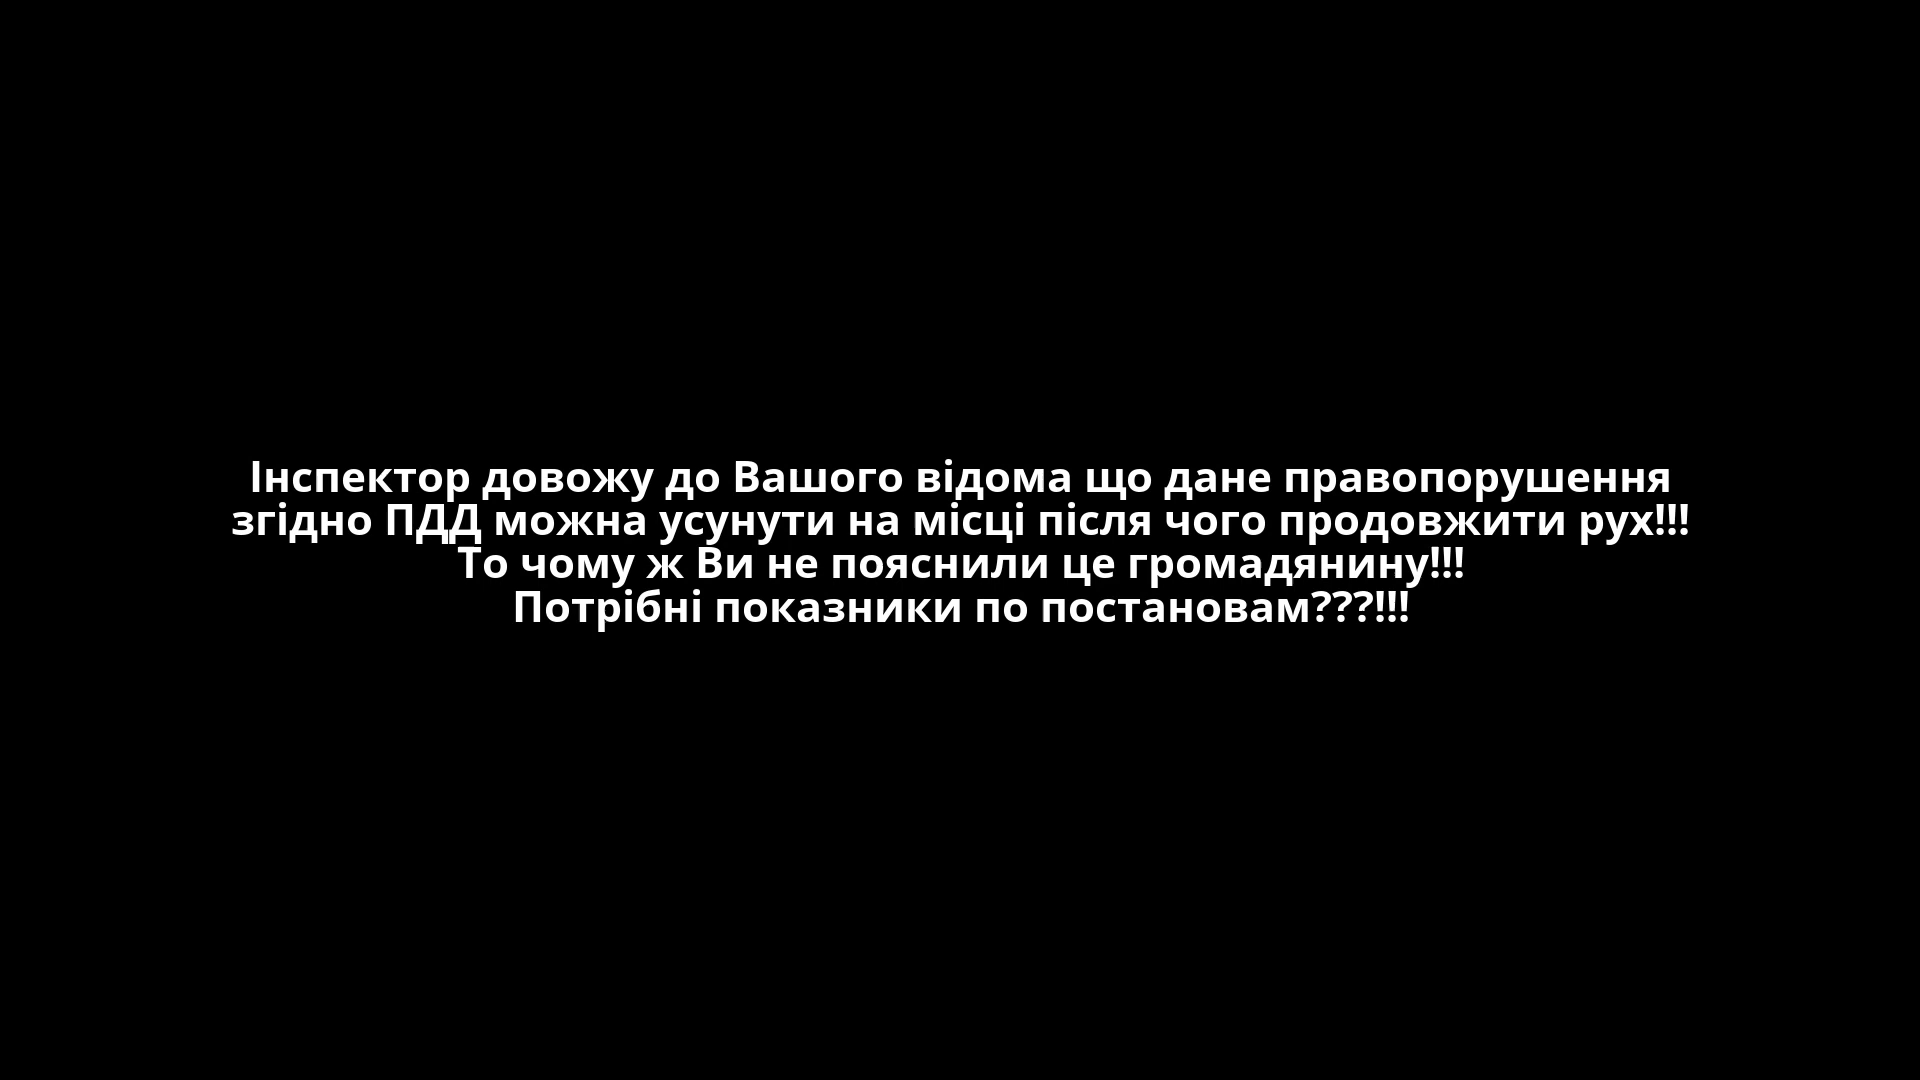 Інспектор довожу до Вашого відома що дане правопорушення
згідно ПДД можна усунути на місці після чого продовжити рух!!!
То чому ж Ви не пояснили це громадянину!!!
Потрібні показники по постановам???!!!